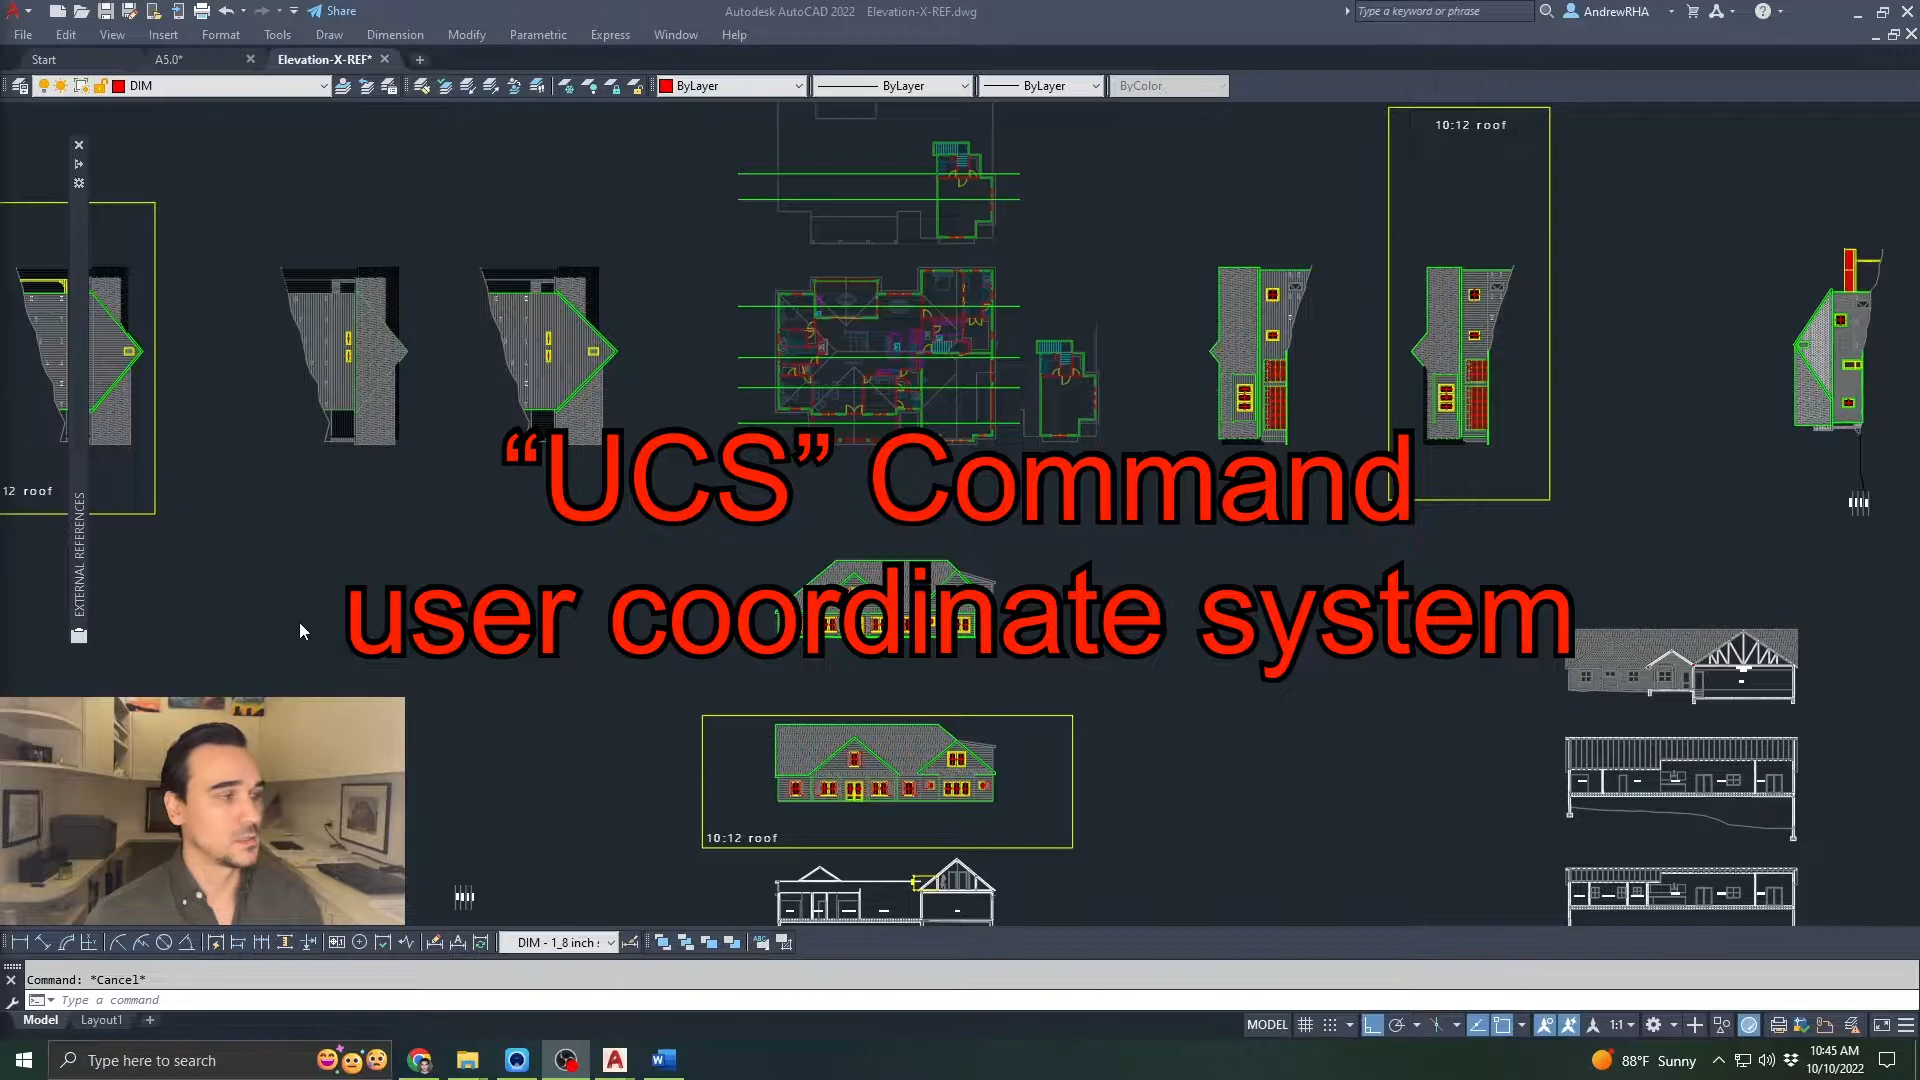 Share
Autodesk AutoCAD 2022 Elevation-X-REF.dwg
Type a keyword or phrase
AndrewRHA
File Edit View Insert Format Tools Draw Dimension Modify Parametric Express Window Help
Start A5.0* Elevation-X-REF*
DIM ByLayer ByLayer ByLayer ByColor
10:12 roof
12 roof
EXTERNAL REFERENCES
“UCS” Command
user coordinate system
10:12 roof
DIM - 1_8 inch
Command: *Cancel*
Type a command
Model Layout1
MODEL 1:1
Type here to search
88°F Sunny
10:45 AM
10/10/2022